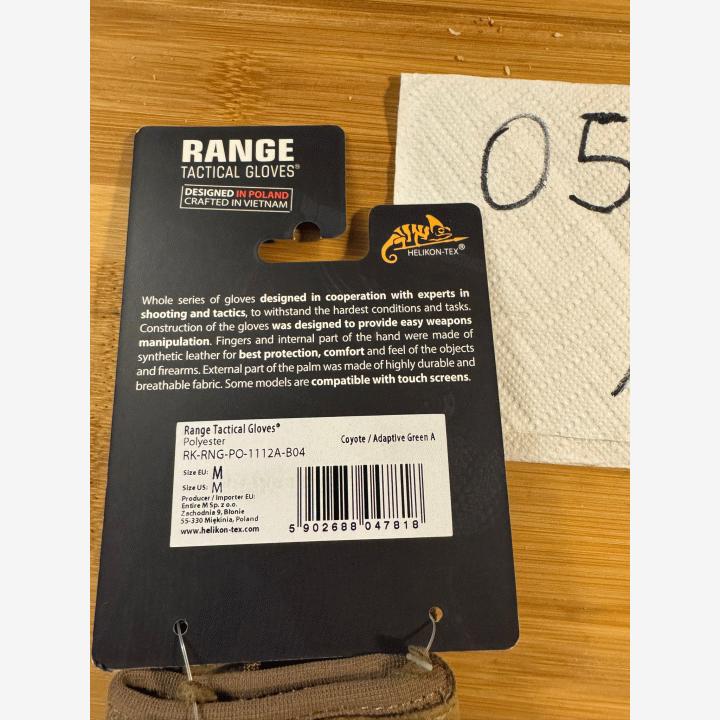 RANGE
TACTICAL GLOVES®
DESIGNED IN POLAND
CRAFTED IN VIETNAM
HELIKON-TEX®
05
Whole series of gloves designed in cooperation with experts in
shooting and tactics, to withstand the hardest conditions and tasks.
Construction of the gloves was designed to provide easy weapons
manipulation. Fingers and internal part of the hand were made of
synthetic leather for best protection, comfort and feel of the objects
and firearms. External part of the palm was made of highly durable and
breathable fabric. Some models are compatible with touch screens.
Range Tactical Gloves®
Polyester
Coyote / Adaptive Green A
RK-RNG-PO-1112A-B04
Size EU: M
Size US: M
Producer / Importer EU:
Entire M Sp. z o.o.
Zachodnia 9, Błonie
55-330 Miękinia, Poland
www.helikon-tex.com
5 902688 047818